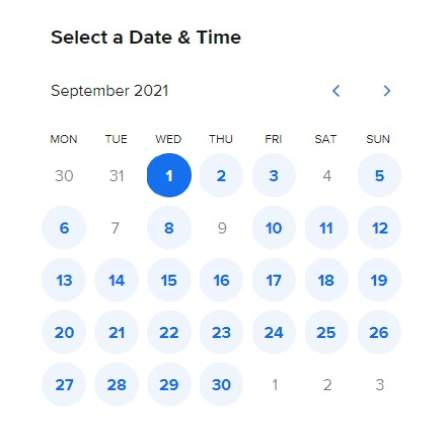 Select a Date & Time
September 2021
MON TUE WED THU FRI SAT SUN
30 31 1 2 3 4 5
6 7 8 9 10 11 12
13 14 15 16 17 18 19
20 21 22 23 24 25 26
27 28 29 30 1 2 3